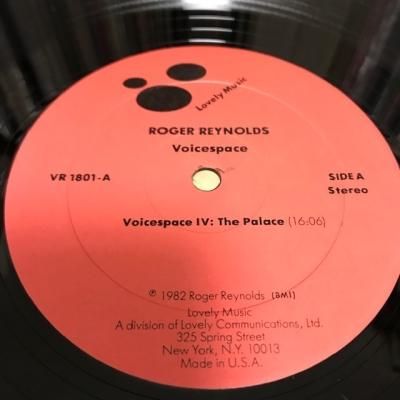 Lovely Music
ROGER REYNOLDS
Voicespace
VR 1801-A
SIDE A
Stereo
Voicespace IV: The Palace (16:06)
℗ 1982 Roger Reynolds (BMI)
Lovely Music
A division of Lovely Communications, Ltd.
325 Spring Street
New York, N.Y. 10013
Made in U.S.A.